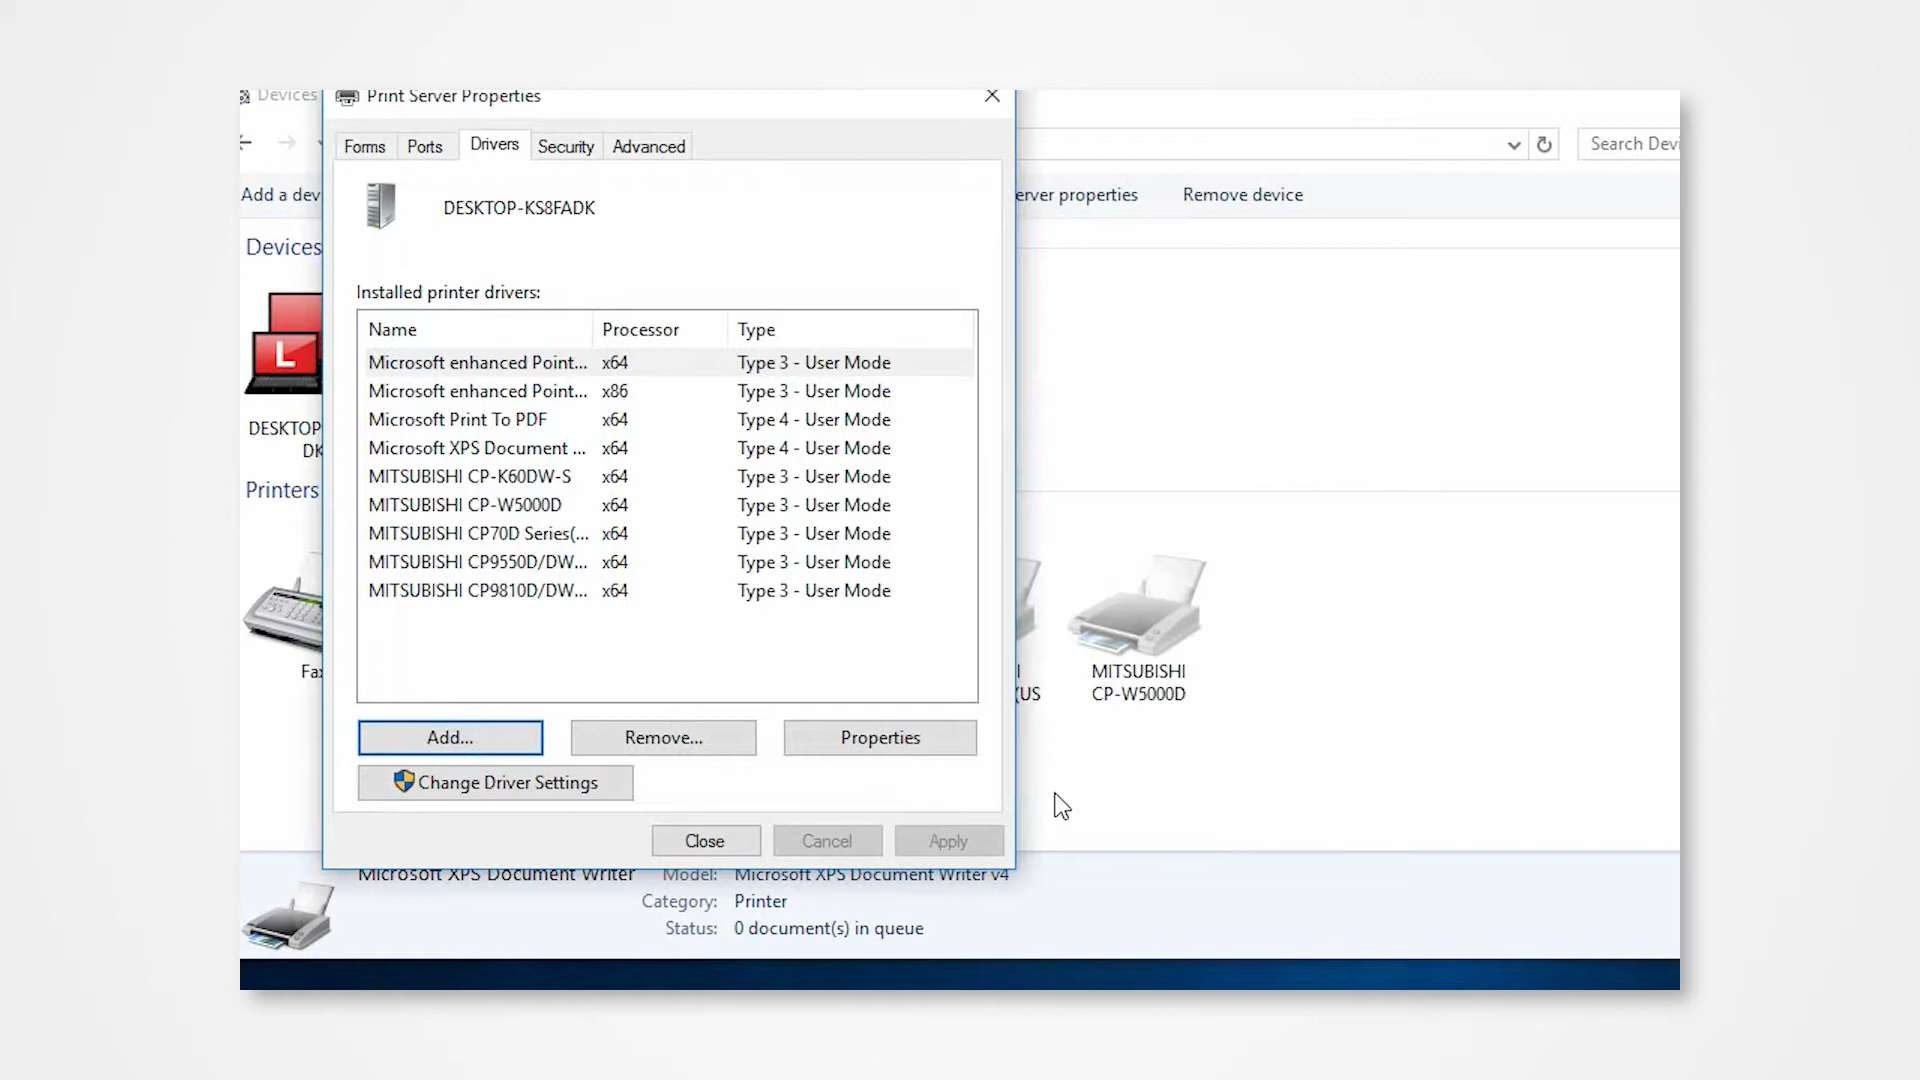 Devices
Print Server Properties
Forms
Ports
Drivers
Security
Advanced
Search Devi
Add a dev
erver properties
Remove device
DESKTOP-KS8FADK
Devices
Installed printer drivers:
Name Processor Type
Microsoft enhanced Point... x64 Type 3 - User Mode
Microsoft enhanced Point... x86 Type 3 - User Mode
Microsoft Print To PDF x64 Type 4 - User Mode
Microsoft XPS Document ... x64 Type 4 - User Mode
MITSUBISHI CP-K60DW-S x64 Type 3 - User Mode
MITSUBISHI CP-W5000D x64 Type 3 - User Mode
MITSUBISHI CP70D Series(... x64 Type 3 - User Mode
MITSUBISHI CP9550D/DW... x64 Type 3 - User Mode
MITSUBISHI CP9810D/DW... x64 Type 3 - User Mode
L
DESKTOP
DK
Printers
Fax
I
(US
MITSUBISHI
CP-W5000D
Add...
Remove...
Properties
Change Driver Settings
Close
Cancel
Apply
Microsoft XPS Document Writer
Model: Microsoft XPS Document Writer v4
Category: Printer
Status: 0 document(s) in queue